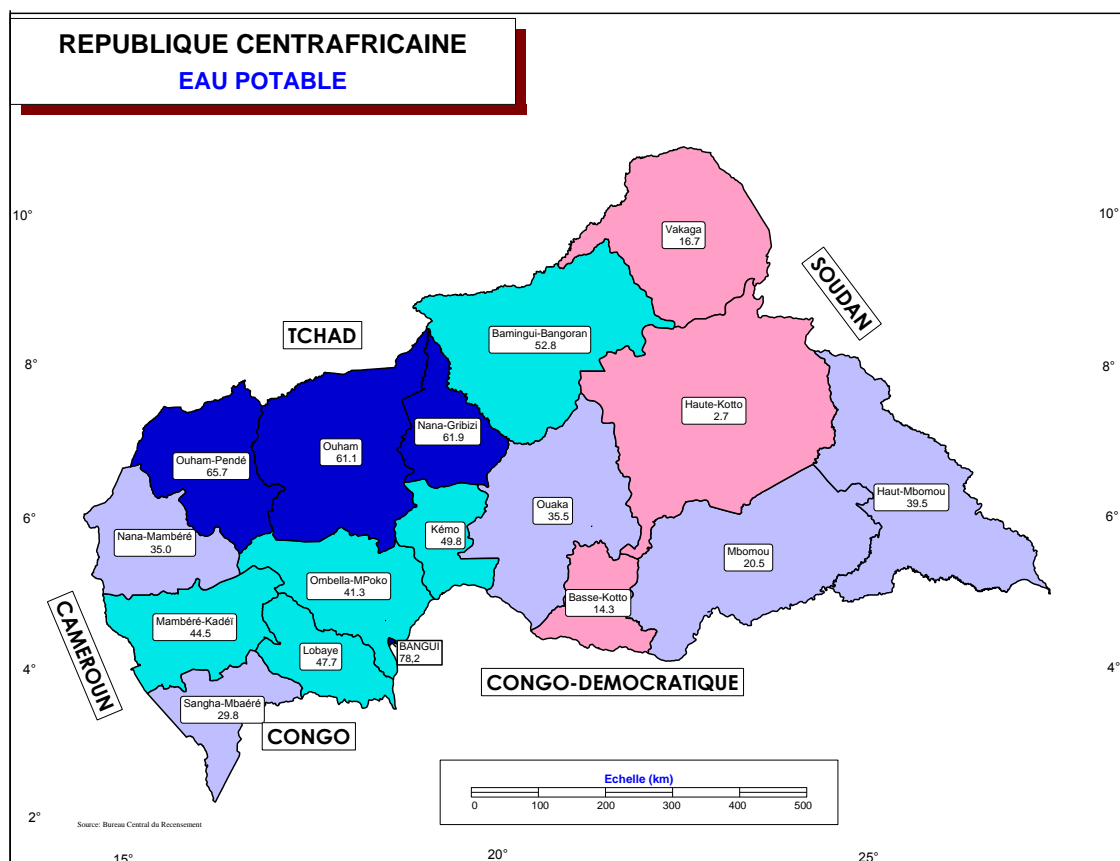 REPUBLIQUE CENTRAFRICAINE
EAU POTABLE
10°
10°
Vakaga
16.7
SOUDAN
TCHAD
Bamingui-Bangoran
52.8
8°
8°
Haute-Kotto
2.7
Nana-Gribizi
61.9
Ouham
61.1
Ouham-Pendé
65.7
Haut-Mbomou
39.5
Ouaka
35.5
6°
6°
Kémo
49.8
Nana-Mambéré
35.0
Mbomou
20.5
Ombella-MPoko
41.3
Basse-Kotto
14.3
CAMEROUN
Mambéré-Kadéï
44.5
BANGUI
78,2
Lobaye
47.7
4°
4°
CONGO-DEMOCRATIQUE
Sangha-Mbaéré
29.8
CONGO
Echelle (km)
0 100 200 300 400 500
2°
Source: Bureau Central du Recensement
15° 20° 25°